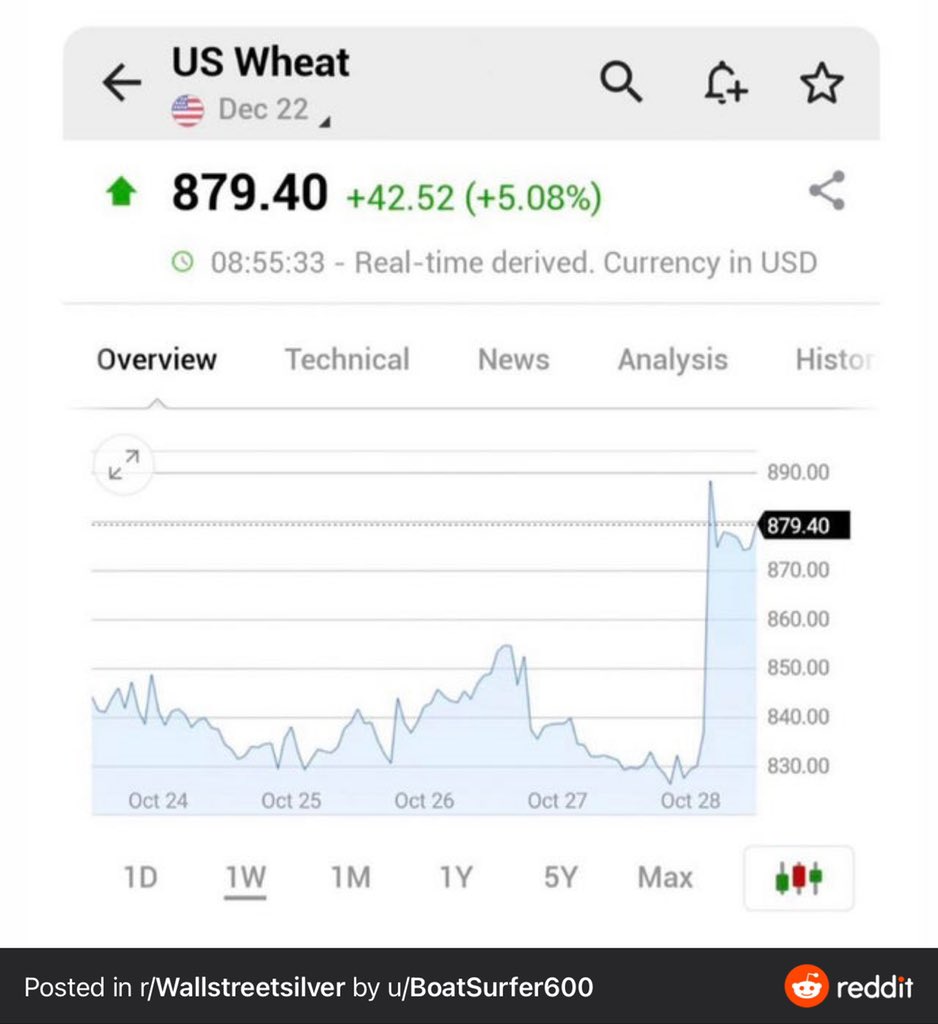 US Wheat
Dec 22
879.40 +42.52 (+5.08%)
08:55:33 - Real-time derived. Currency in USD
Overview Technical News Analysis Histor
890.00
879.40
870.00
860.00
850.00
840.00
830.00
Oct 24 Oct 25 Oct 26 Oct 27 Oct 28
1D 1W 1M 1Y 5Y Max
Posted in r/Wallstreetsilver by u/BoatSurfer600 reddit